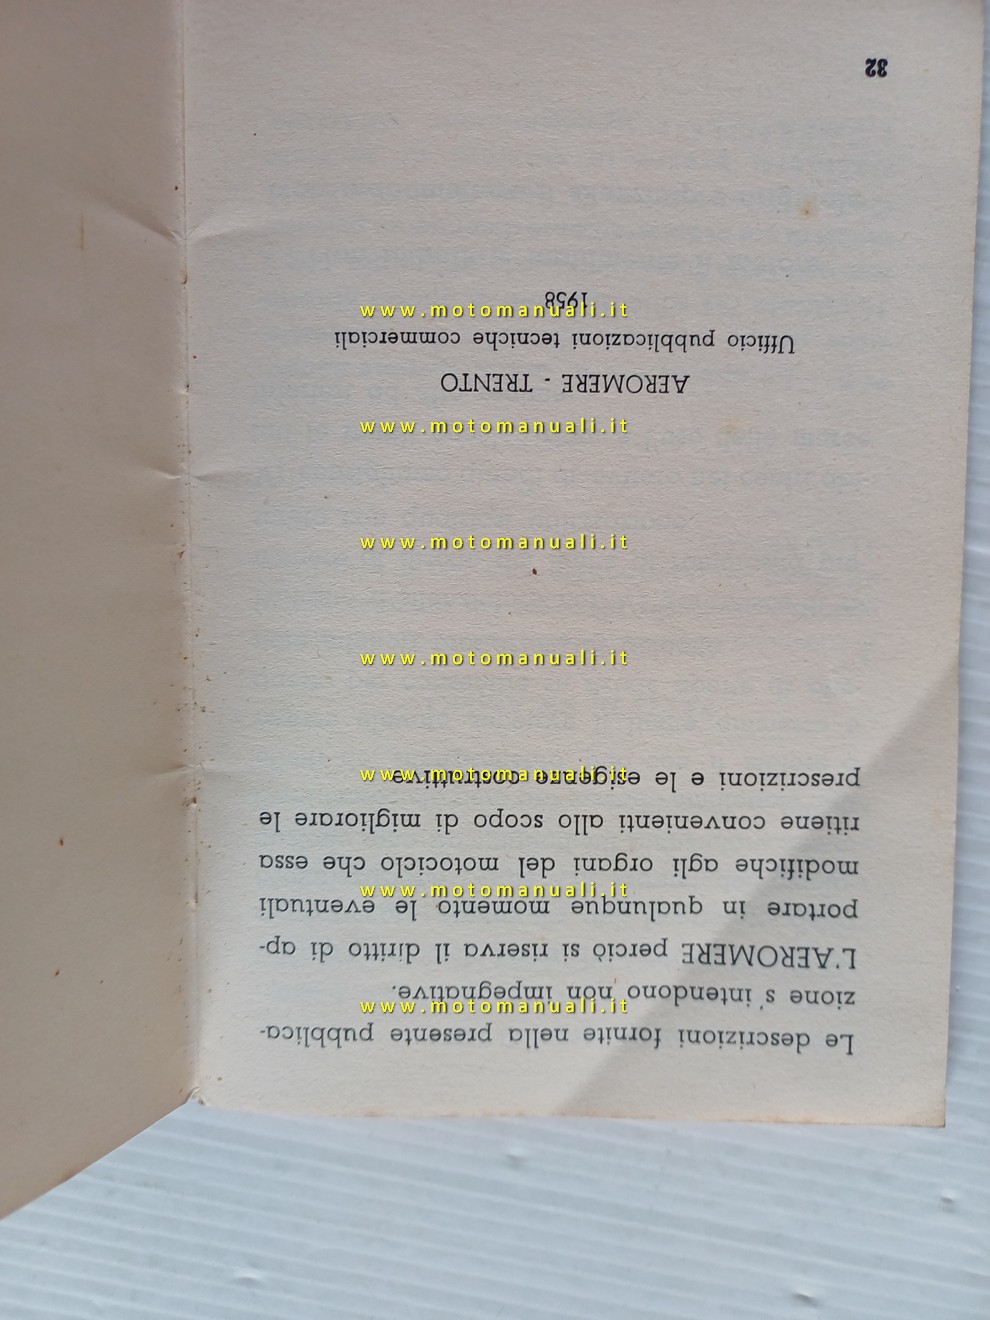 Le descrizioni fornite nella presente pubblica-
zione s'intendono non impegnative.
L'AEROMERE perciò si riserva il diritto di ap-
portare in qualunque momento le eventuali
modifiche agli organi del motociclo che essa
ritiene convenienti allo scopo di migliorare le
prescrizioni e le esigenze costruttive.
AEROMERE - TRENTO
Ufficio pubblicazioni tecniche commerciali
1958
32
www.motomanuali.it
www.motomanuali.it
www.motomanuali.it
www.motomanuali.it
www.motomanuali.it
www.motomanuali.it
www.motomanuali.it